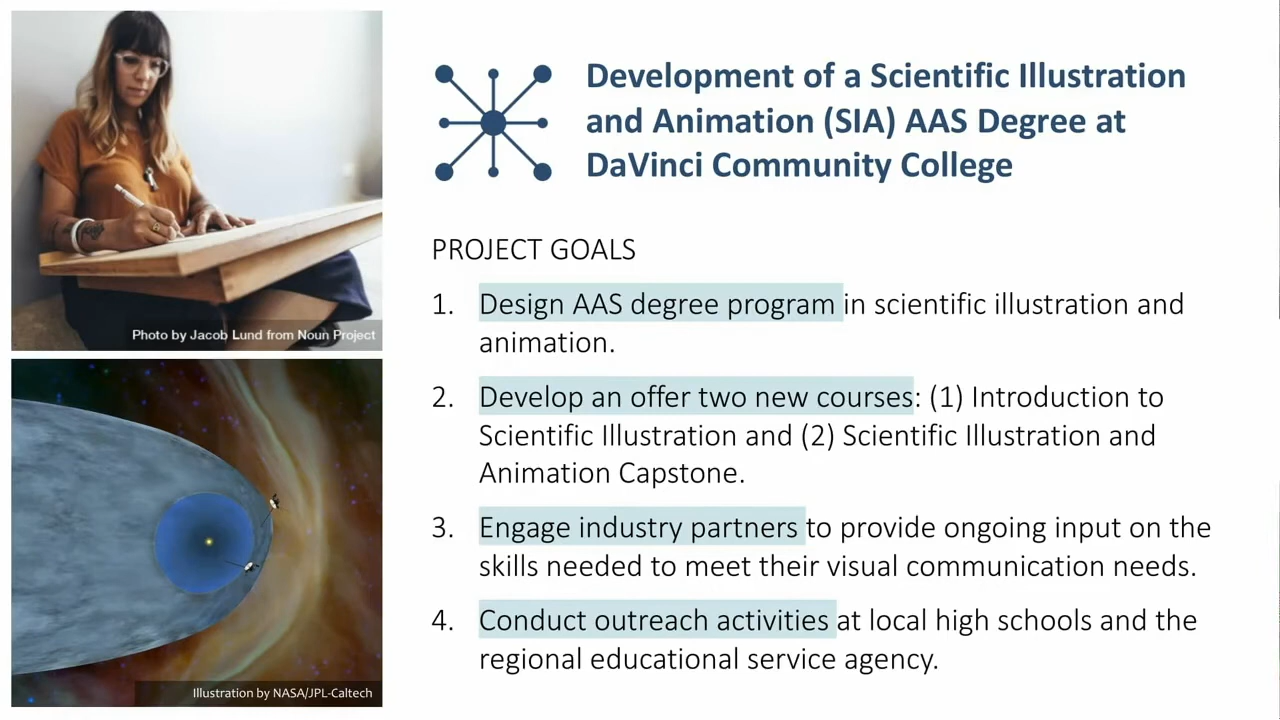 Development of a Scientific Illustration
and Animation (SIA) AAS Degree at
DaVinci Community College
PROJECT GOALS
1. Design AAS degree program in scientific illustration and
animation.
2. Develop an offer two new courses: (1) Introduction to
Scientific Illustration and (2) Scientific Illustration and
Animation Capstone.
3. Engage industry partners to provide ongoing input on the
skills needed to meet their visual communication needs.
4. Conduct outreach activities at local high schools and the
regional educational service agency.
Photo by Jacob Lund from Noun Project
Illustration by NASA/JPL-Caltech